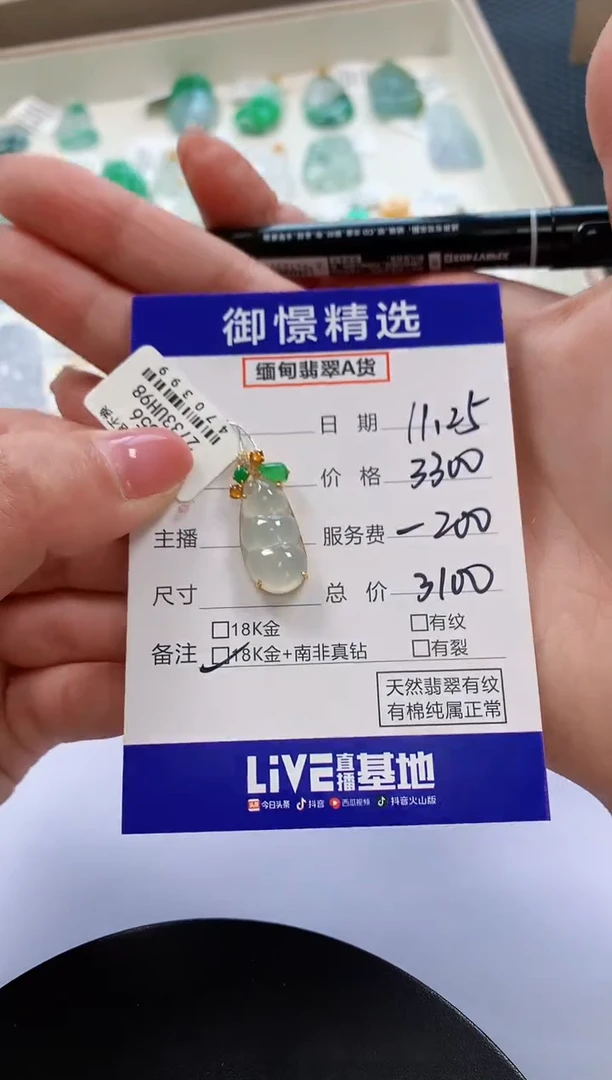 御憬精选
缅甸翡翠A货
470399
2733UH98
日期 11.25
价格 3300
主播 服务费 -200
尺寸 总价 3100
□18K金 □有纹
备注 □18K金+南非真钻 □有裂
天然翡翠有纹
有棉纯属正常
LiVE直播基地
今日头条 抖音 西瓜视频 抖音火山版